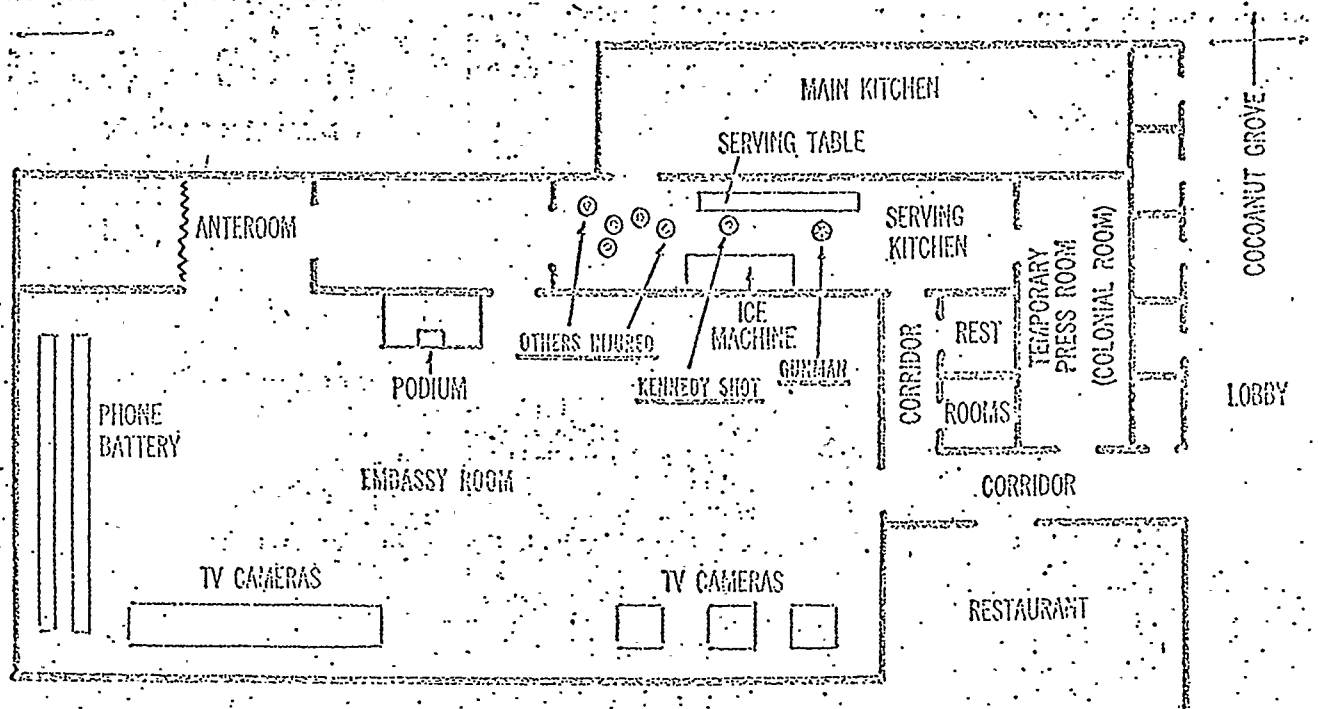 MAIN KITCHEN
SERVING TABLE
ANTEROOM
SERVING
KITCHEN
COCOANUT GROVE
TEMPORARY
PRESS ROOM
(COLONIAL ROOM)
OTHERS INJURED
ICE
MACHINE
KENNEDY SHOT
GUNMAN
CORRIDOR
REST
ROOMS
PODIUM
PHONE
BATTERY
LOBBY
EMBASSY ROOM
CORRIDOR
TV CAMERAS
TV CAMERAS
RESTAURANT